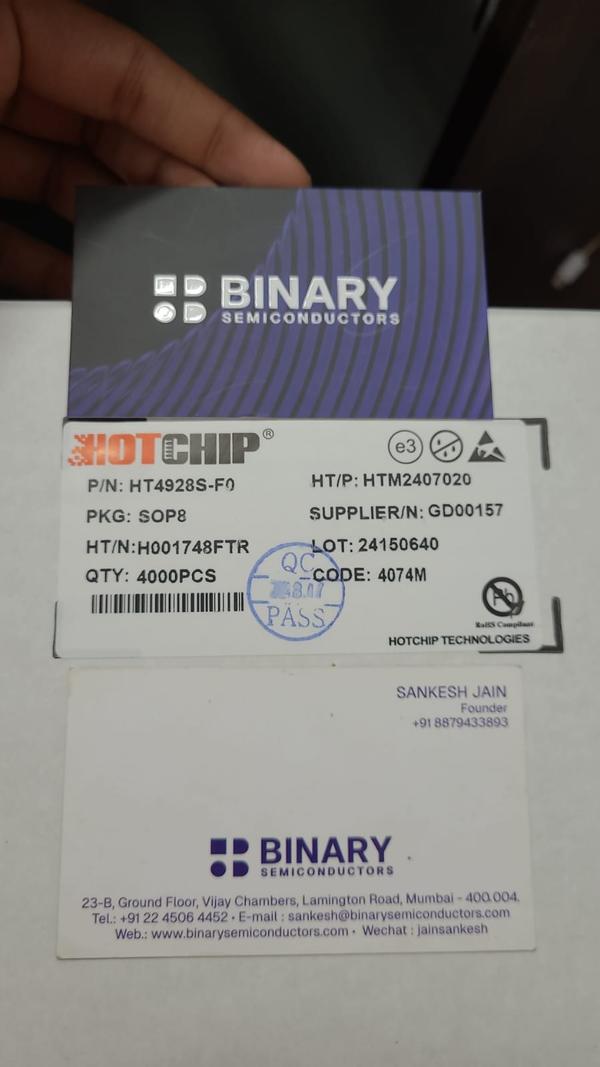 BINARY
SEMICONDUCTORS
HOTCHIP®
e3
P/N: HT4928S-F0
HT/P: HTM2407020
PKG: SOP8
SUPPLIER/N: GD00157
HT/N:H001748FTR
LOT: 24150640
QTY: 4000PCS
CODE: 4074M
QC
PASS
Pb
RoHS Compliant
HOTCHIP TECHNOLOGIES
SANKESH JAIN
Founder
+91 8879433893
BINARY
SEMICONDUCTORS
23-B, Ground Floor, Vijay Chambers, Lamington Road, Mumbai - 400 004.
Tel.: +91 22 4506 4452 • E-mail : sankesh@binarysemiconductors.com
Web.: www.binarysemiconductors.com • Wechat : jainsankesh